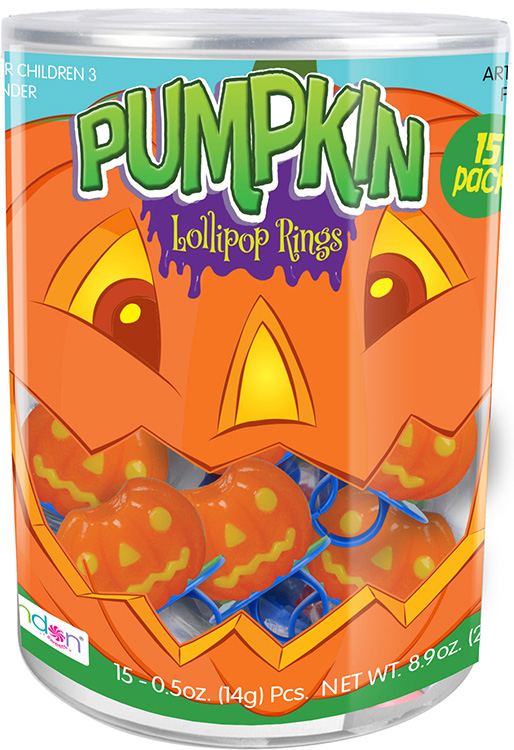 R CHILDREN 3
NDER
ART
F
PUMPKIN
Lollipop Rings
15
pack
ndon
15 - 0.5oz. (14g) Pcs. NET WT. 8.9oz. (2